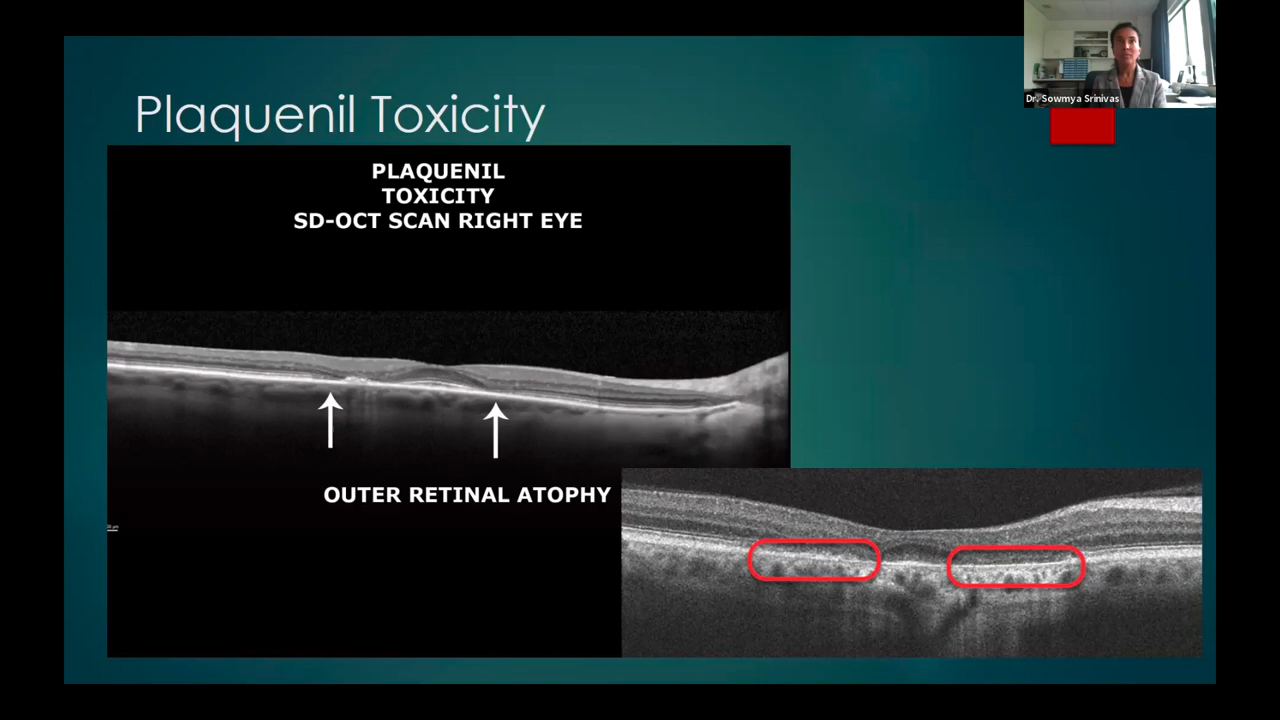 Dr. Sowmya Srinivas
Plaquenil Toxicity
PLAQUENIL
TOXICITY
SD-OCT SCAN RIGHT EYE
OUTER RETINAL ATOPHY